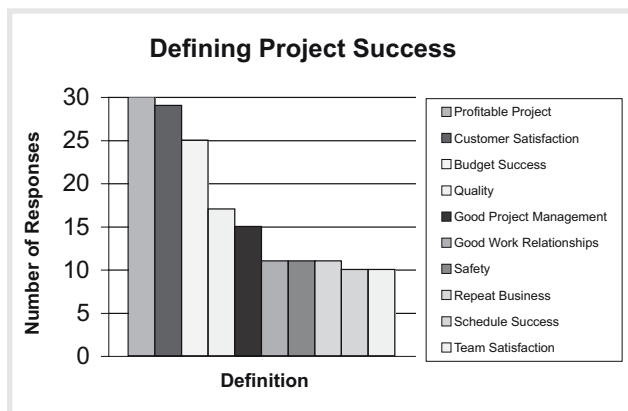 Defining Project Success
Number of Responses
30
25
20
15
10
5
0
Definition
Profitable Project
Customer Satisfaction
Budget Success
Quality
Good Project Management
Good Work Relationships
Safety
Repeat Business
Schedule Success
Team Satisfaction